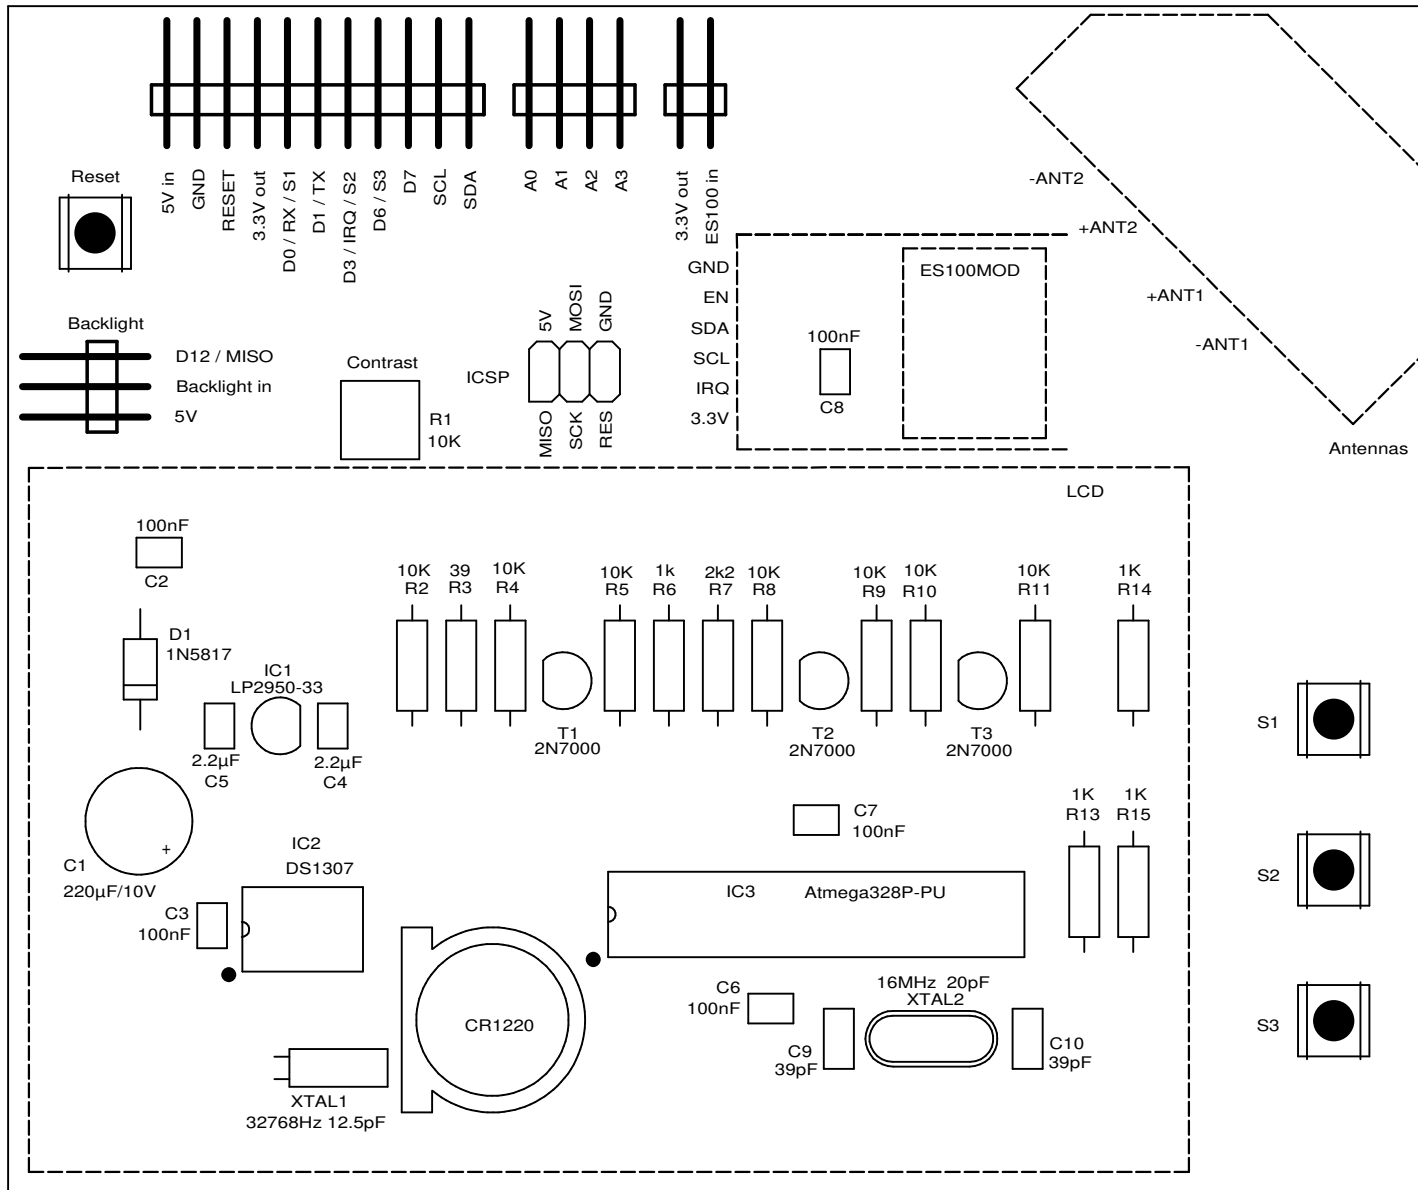 5V in
GND
RESET
3.3V out
D0 / RX / S1
D1 / TX
D3 / IRQ / S2
D6 / S3
D7
SCL
SDA
A0
A1
A2
A3
3.3V out
ES100 in
Reset
-ANT2
+ANT2
+ANT1
-ANT1
Antennas
GND
EN
SDA
SCL
IRQ
3.3V
ES100MOD
100nF
C8
Backlight
D12 / MISO
Backlight in
5V
Contrast
R1
10K
ICSP
5V
MOSI
GND
MISO
SCK
RES
LCD
100nF
C2
10K
R2
39
R3
10K
R4
10K
R5
1k
R6
2k2
R7
10K
R8
10K
R9
10K
R10
10K
R11
1K
R14
D1
1N5817
IC1
LP2950-33
2.2µF
C5
2.2µF
C4
T1
2N7000
T2
2N7000
T3
2N7000
S1
C7
100nF
1K
R13
1K
R15
+
C1
220µF/10V
IC2
DS1307
C3
100nF
IC3
Atmega328P-PU
S2
CR1220
C6
100nF
16MHz 20pF
XTAL2
C9
39pF
C10
39pF
S3
XTAL1
32768Hz 12.5pF